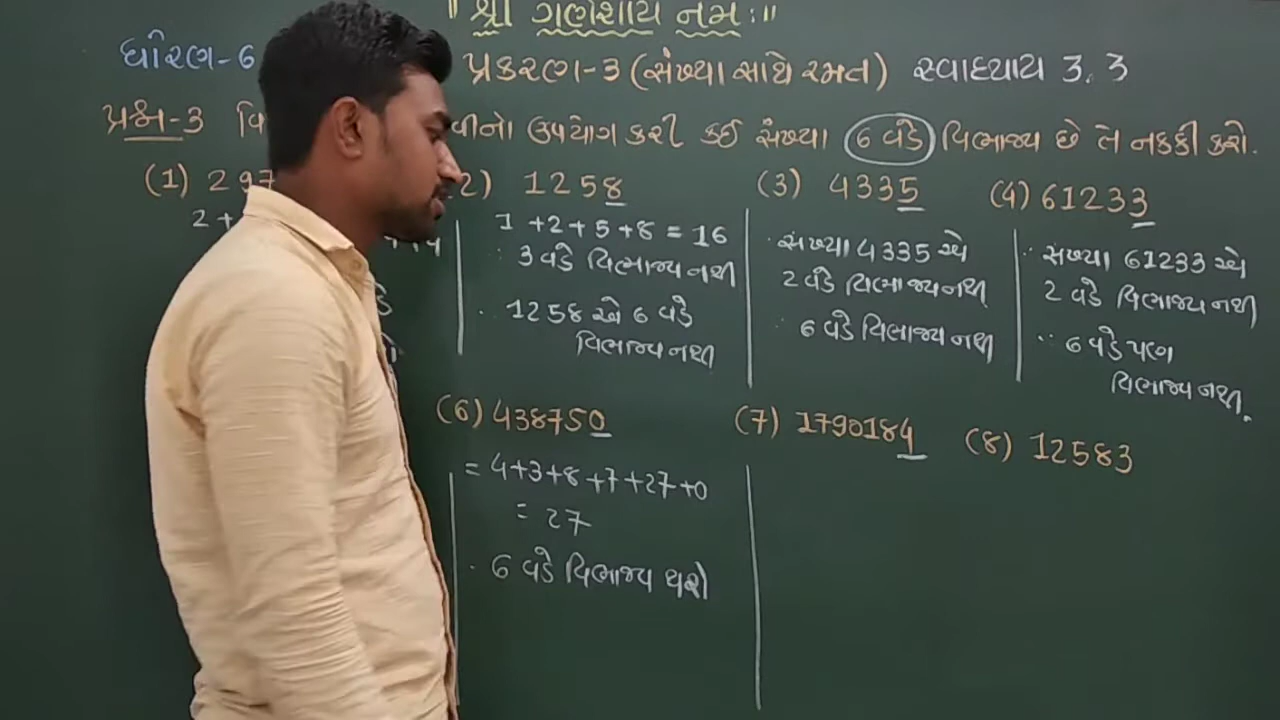 ॥ શ્રી ગણેશાય નમઃ॥
ધોરણ-6 પ્રકરણ-3 (સંખ્યા સાથે રમત) સ્વાધ્યાય 3.3
પ્રશ્ન-3 ઉપયોગ કરી કઈ સંખ્યા 6 વડે વિભાજ્ય છે તે નક્કી કરો.
(1) 297
2+
(2) 1258
1+2+5+8=16
∴ 3 વડે વિભાજ્ય નથી
∴ 1258 એ 6 વડે
વિભાજ્ય નથી
(3) 4335
∴ સંખ્યા 4335 એ
2 વડે વિભાજ્ય નથી
∴ 6 વડે વિભાજ્ય નથી
(4) 61233
∴ સંખ્યા 61233 એ
2 વડે વિભાજ્ય નથી
∴ 6 વડે પણ
વિભાજ્ય નથી.
(6) 438750
= 4+3+8+7+27+0
= 27
∴ 6 વડે વિભાજ્ય થશે
(7) 1790184
(8) 12583